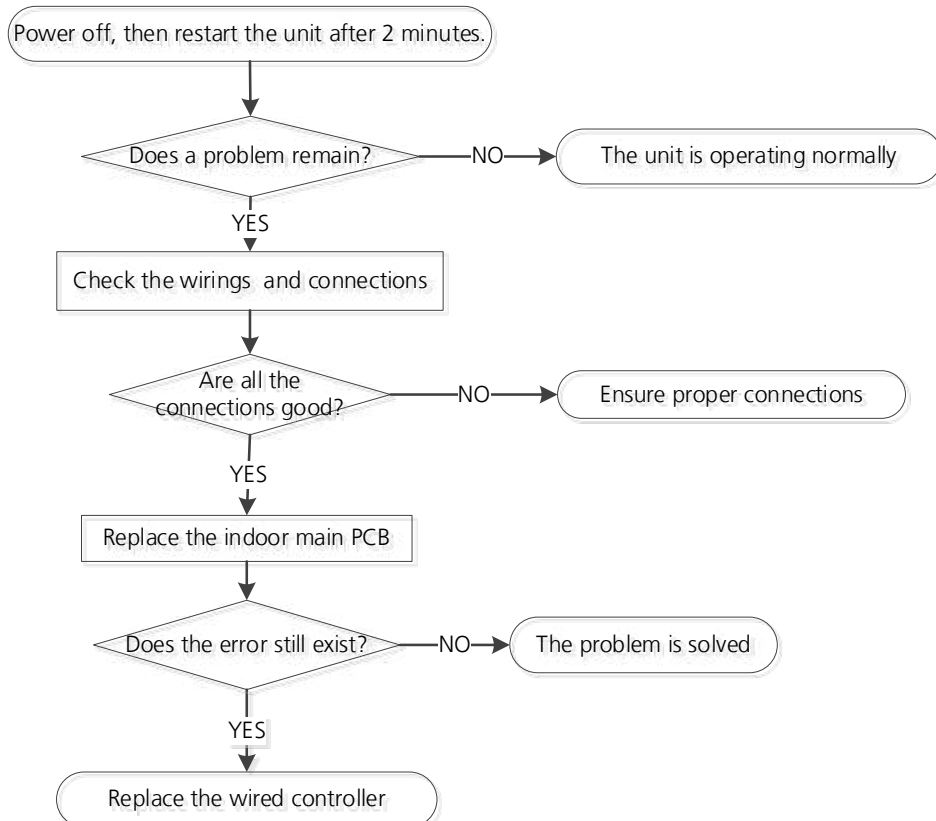 Power off, then restart the unit after 2 minutes.
Does a problem remain?
NO
The unit is operating normally
YES
Check the wirings and connections
Are all the
connections good?
NO
Ensure proper connections
YES
Replace the indoor main PCB
Does the error still exist?
NO
The problem is solved
YES
Replace the wired controller